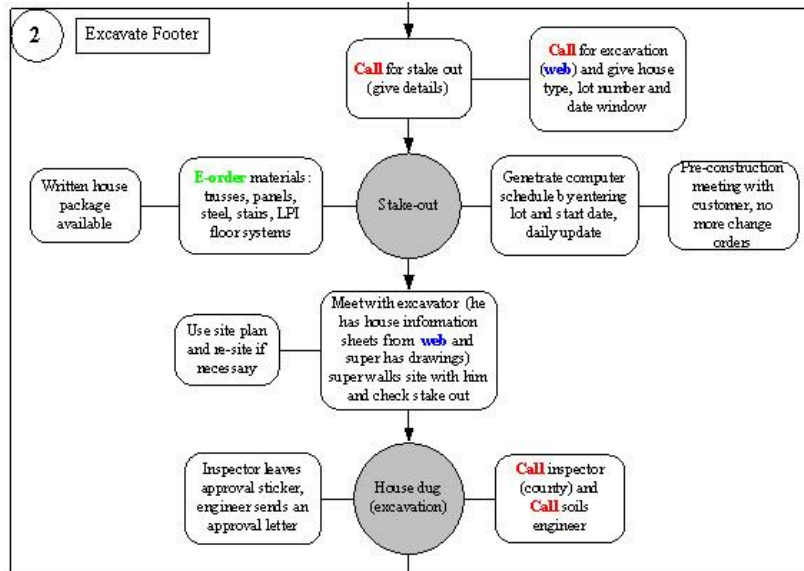 2
Excavate Footer
Call for stake out
(give details)
Call for excavation
(web) and give house
type, lot number and
date window
Written house
package
available
E-order materials:
trusses, panels,
steel, stairs, LPI
floor systems
Stake-out
Genetrate computer
schedule by entering
lot and start date,
daily update
Pre-construction
meeting with
customer, no
more change
orders
Use site plan
and re-site if
necessary
Meet with excavator (he
has house information
sheets from web and
super has drawings)
super walks site with him
and check stake out
Inspector leaves
approval sticker,
engineer sends an
approval letter
House dug
(excavation)
Call inspector
(county) and
Call soils
engineer